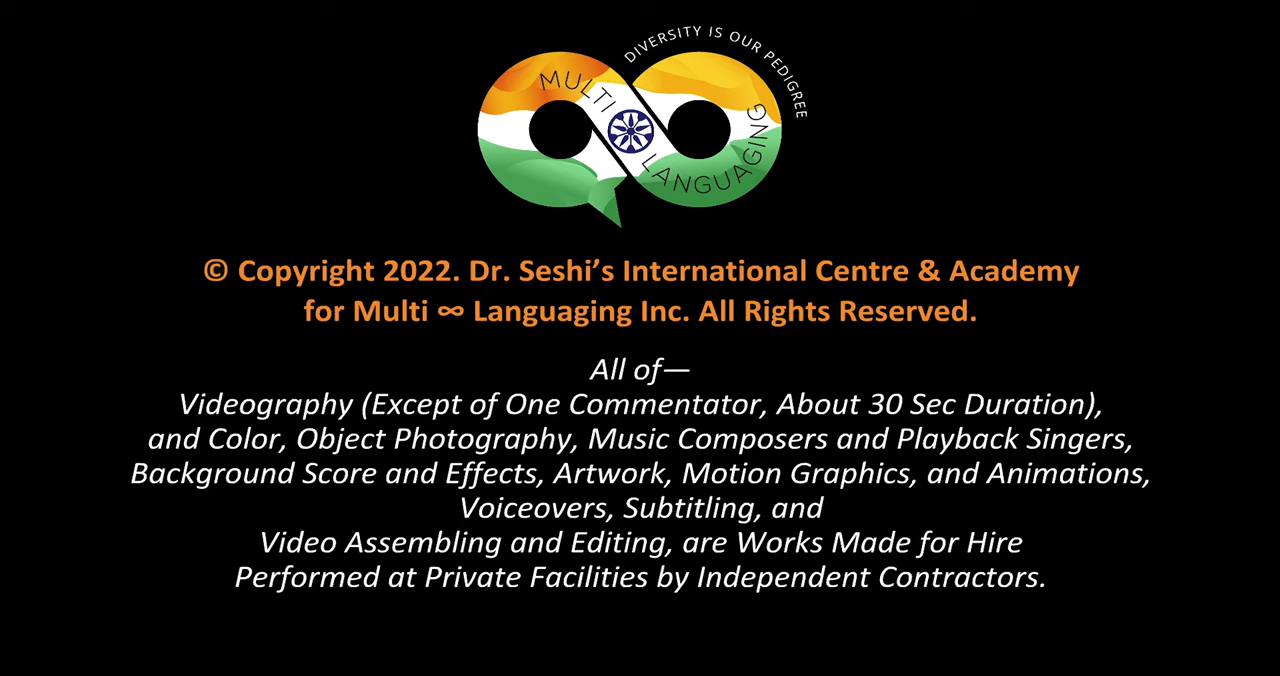 DIVERSITY IS OUR PEDIGREE
MULTI
LANGUAGING
© Copyright 2022. Dr. Seshi’s International Centre & Academy
for Multi ∞ Languaging Inc. All Rights Reserved.
All of—
Videography (Except of One Commentator, About 30 Sec Duration),
and Color, Object Photography, Music Composers and Playback Singers,
Background Score and Effects, Artwork, Motion Graphics, and Animations,
Voiceovers, Subtitling, and
Video Assembling and Editing, are Works Made for Hire
Performed at Private Facilities by Independent Contractors.